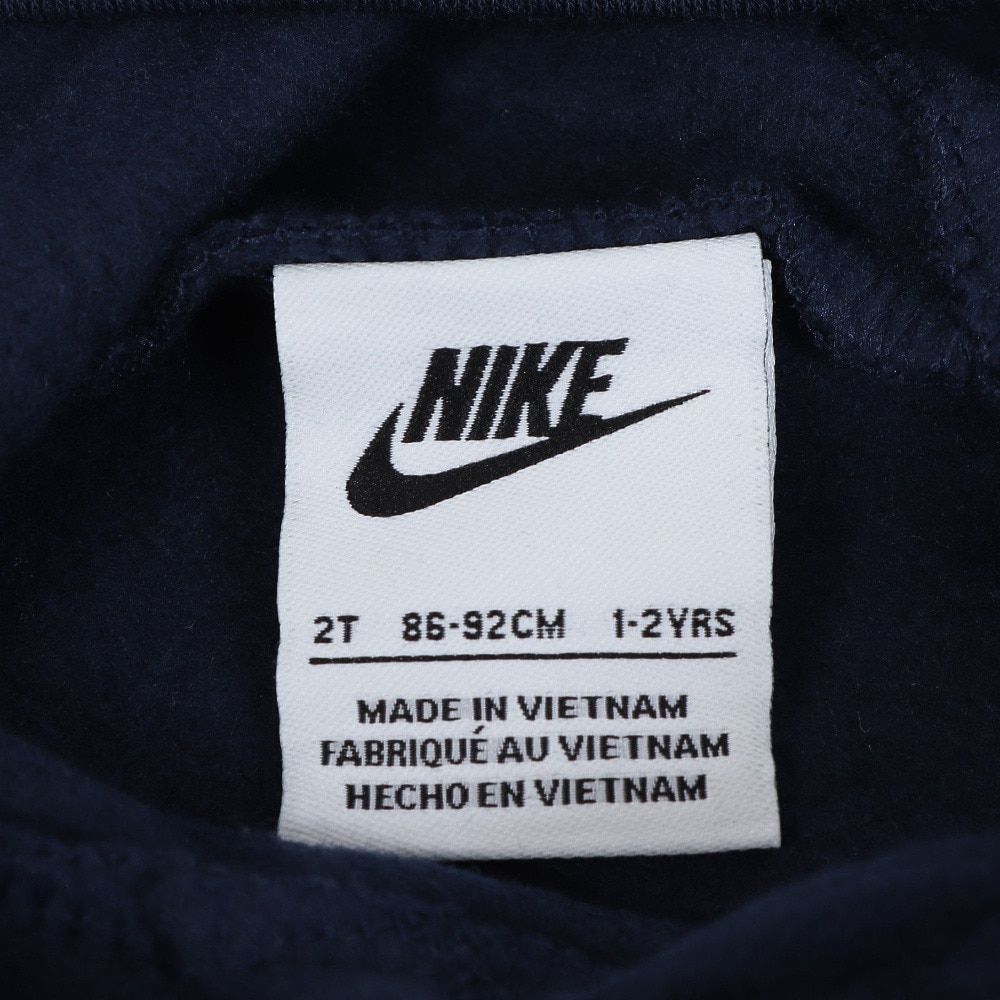 NIKE
2T 86-92CM 1-2YRS
MADE IN VIETNAM
FABRIQUÉ AU VIETNAM
HECHO EN VIETNAM